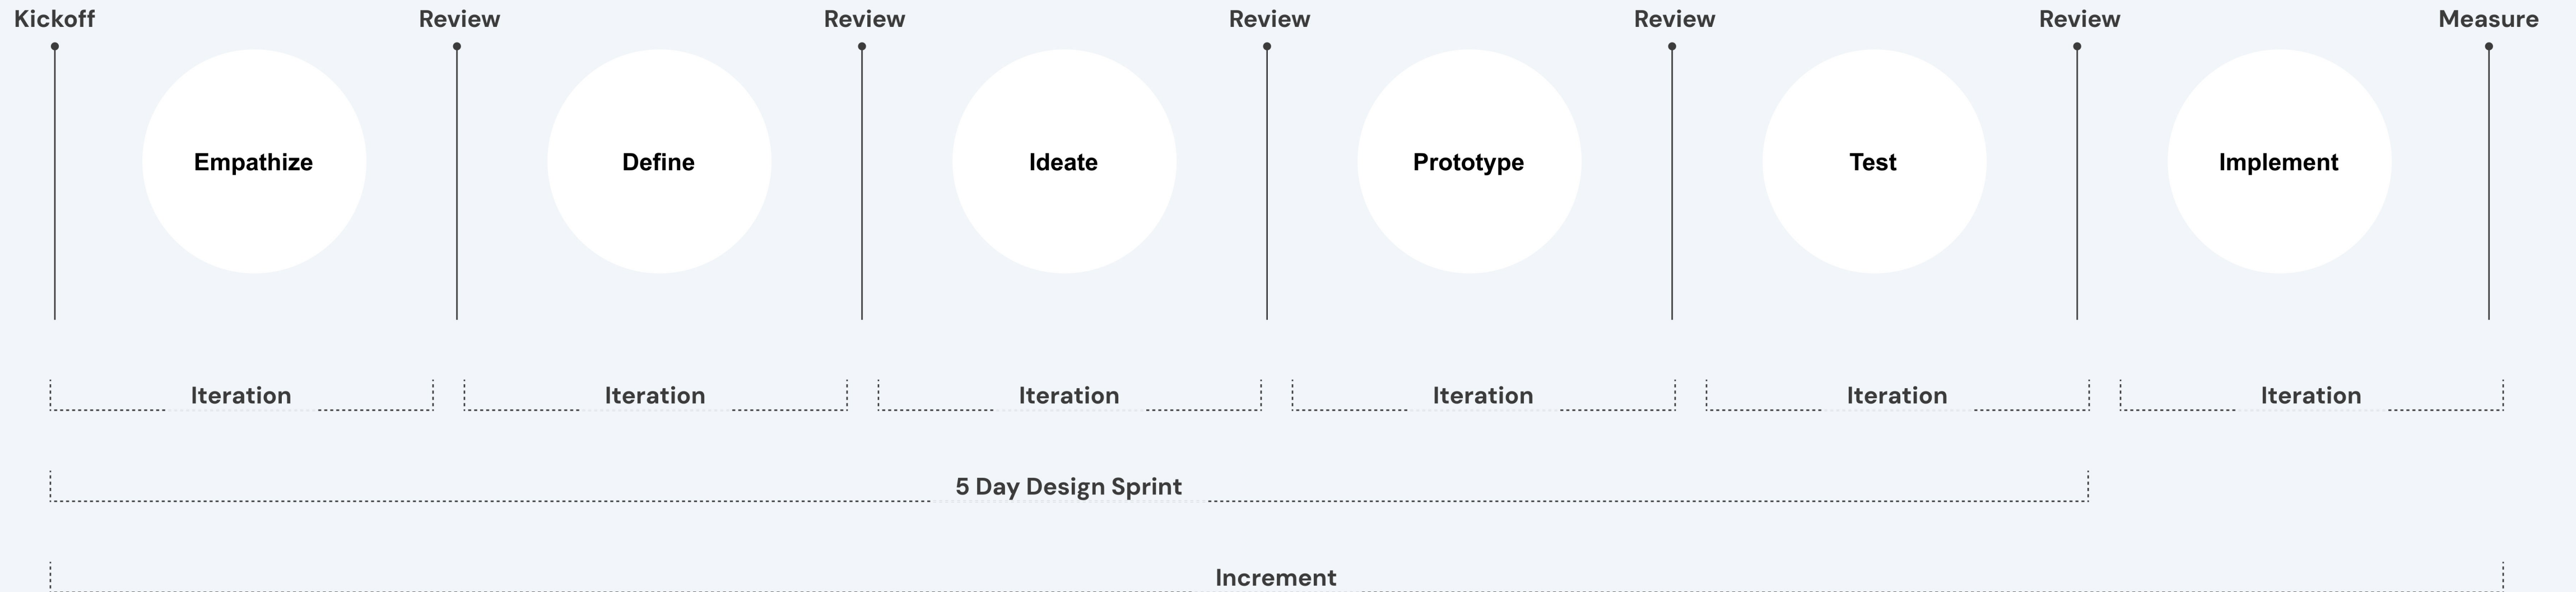 Kickoff Review Review Review Review Review Measure
Empathize Define Ideate Prototype Test Implement
Iteration Iteration Iteration Iteration Iteration Iteration
5 Day Design Sprint
Increment